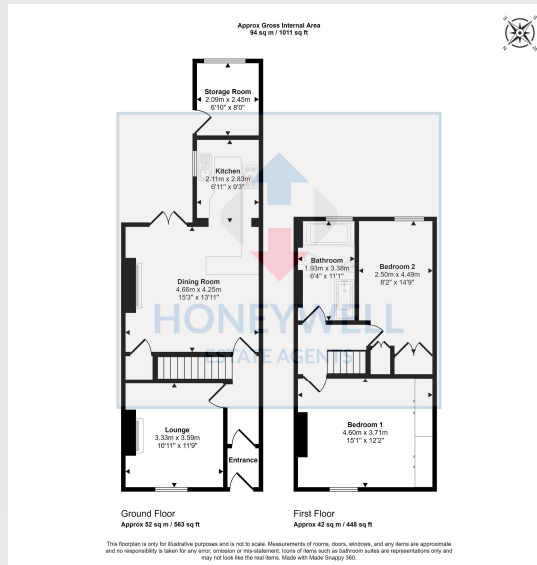 Approx Gross Internal Area
94 sq m / 1011 sq ft
Storage Room
2.09m x 2.45m
6'10" x 8'0"
Kitchen
2.11m x 2.83m
6'11" x 9'3"
Dining Room
4.66m x 4.25m
15'3" x 13'11"
Lounge
3.33m x 3.59m
10'11" x 11'9"
Entrance
Bathroom
1.93m x 3.38m
6'4" x 11'1"
Bedroom 2
2.50m x 4.49m
8'2" x 14'9"
HONEYWELL
ESTATE AGENTS
Bedroom 1
4.60m x 3.71m
15'1" x 12'2"
Ground Floor
Approx 52 sq m / 563 sq ft
First Floor
Approx 42 sq m / 448 sq ft
This floorplan is only for illustrative purposes and is not to scale. Measurements of rooms, doors, windows, and any items are approximate
and no responsibility is taken for any error, omission or mis-statement. Icons of items such as bathroom suites are representations only and
may not look like the real items. Made with Made Snappy 360.